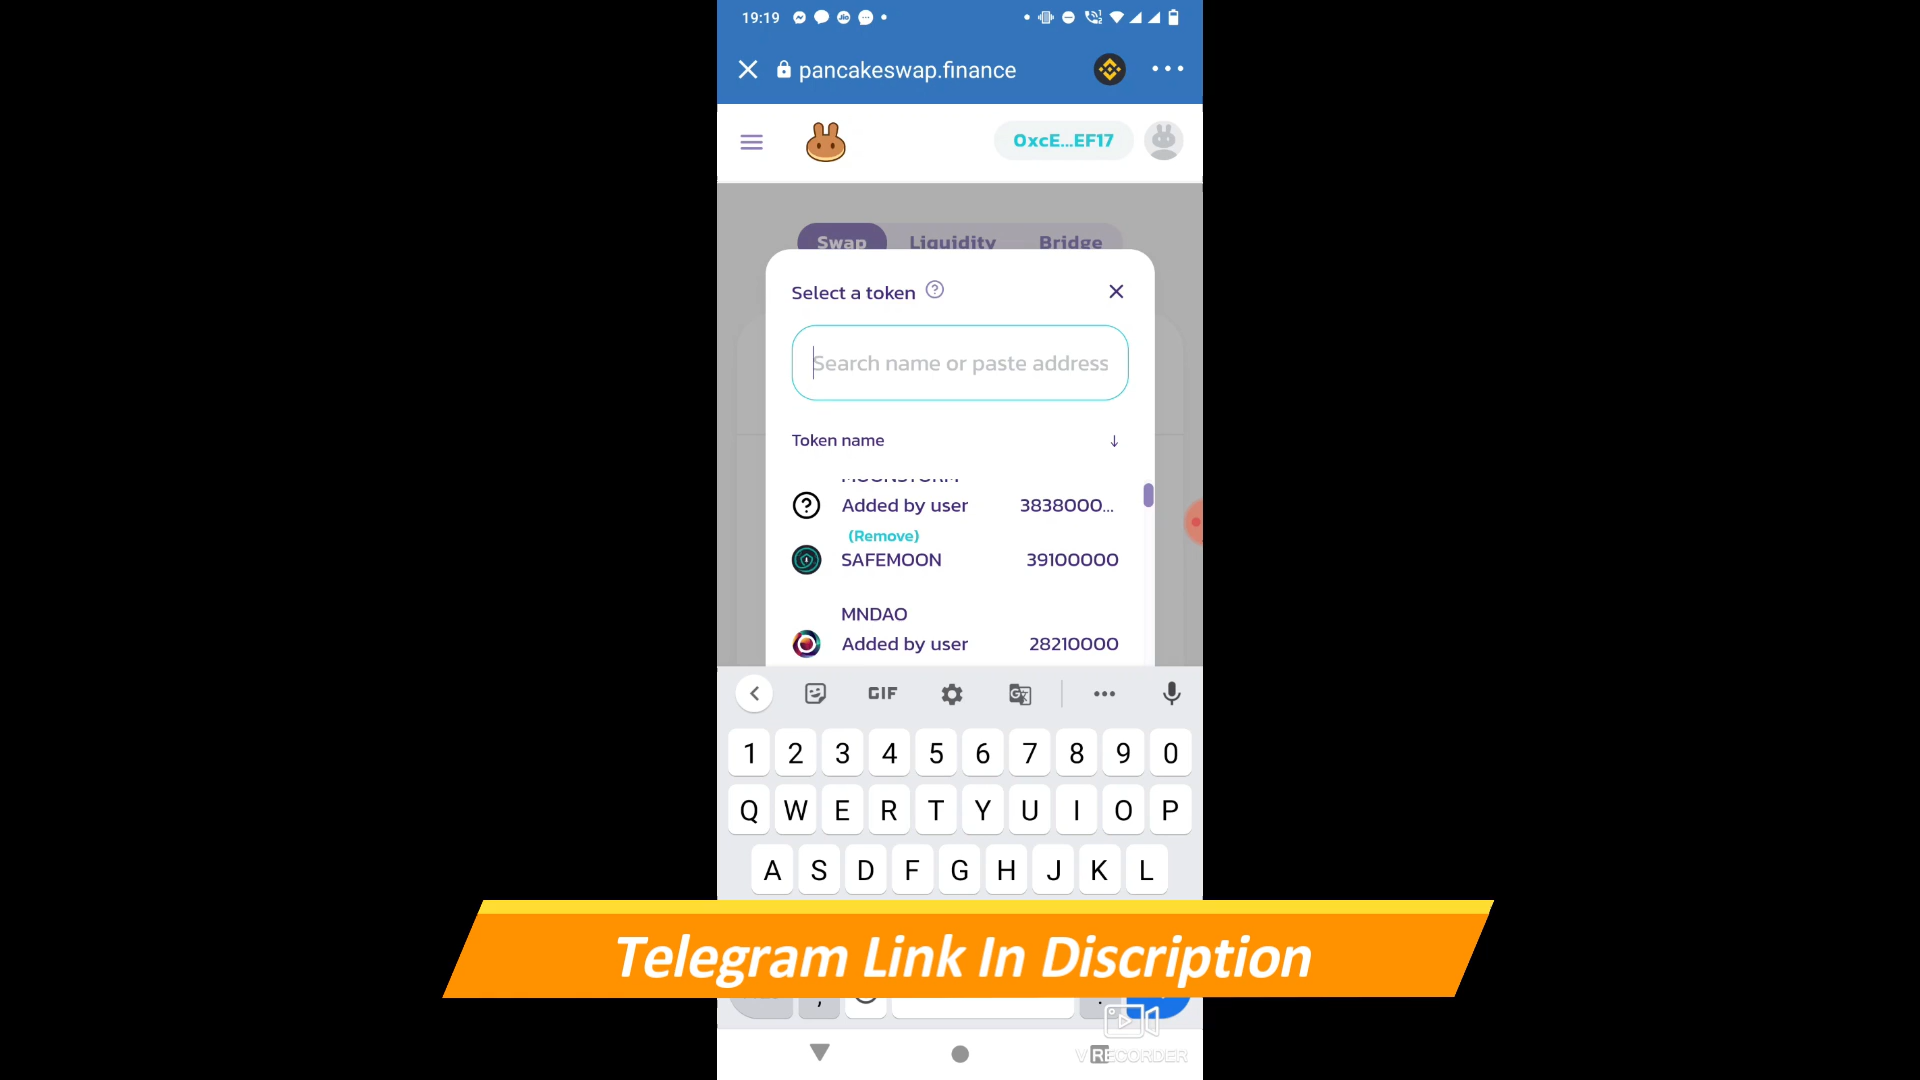 19:19
pancakeswap.finance
0xcE...EF17
Swap Liquidity Bridge
Select a token
Search name or paste address
Token name
MOONSTORM
Added by user 3838000...
(Remove)
SAFEMOON 39100000
MNDAO
Added by user 28210000
GIF
1 2 3 4 5 6 7 8 9 0
Q W E R T Y U I O P
A S D F G H J K L
Telegram Link In Discription
VRECORDER